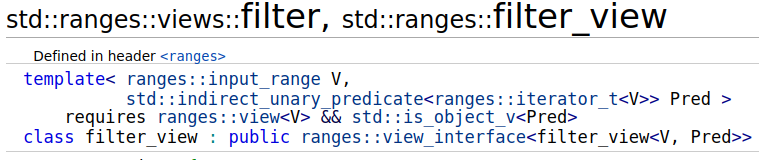 std::ranges::views::filter, std::ranges::filter_view
Defined in header <ranges>
template< ranges::input_range V,
std::indirect_unary_predicate<ranges::iterator_t<V>> Pred >
requires ranges::view<V> && std::is_object_v<Pred>
class filter_view : public ranges::view_interface<filter_view<V, Pred>>